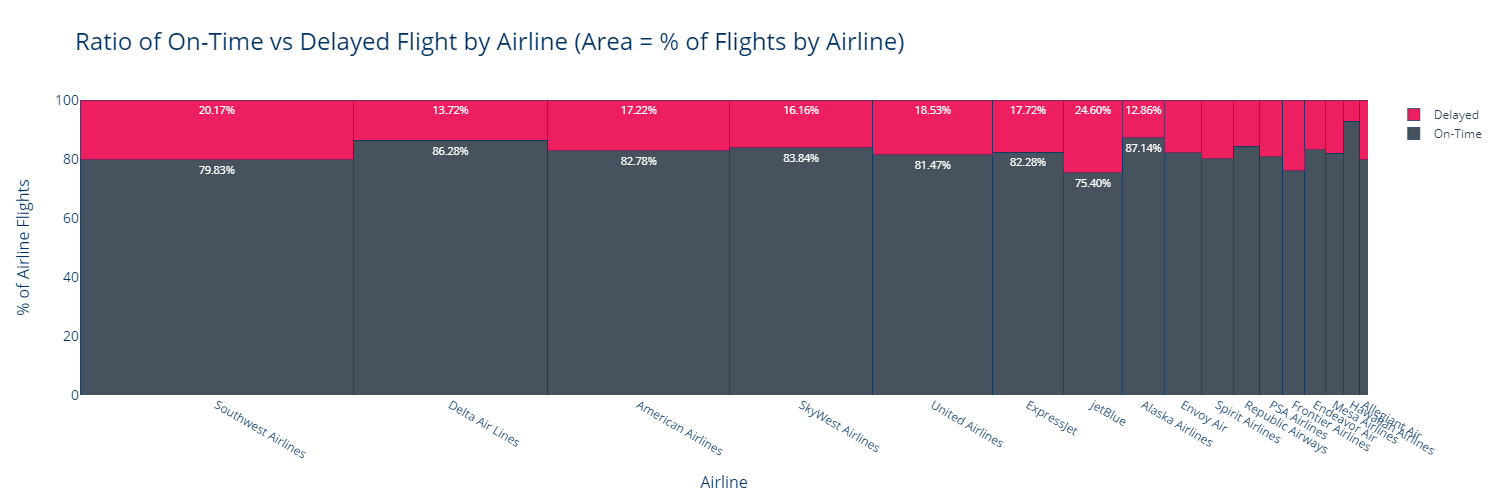 Ratio of On-Time vs Delayed Flight by Airline (Area = % of Flights by Airline)
% of Airline Flights
100
80
60
40
20
0
20.17%
13.72%
17.22%
16.16%
18.53%
17.72%
24.60%
12.86%
79.83%
86.28%
82.78%
83.84%
81.47%
82.28%
75.40%
87.14%
Delayed
On-Time
Southwest Airlines
Delta Air Lines
American Airlines
SkyWest Airlines
United Airlines
ExpressJet
jetBlue
Alaska Airlines
Envoy Air
Spirit Airlines
Republic Airways
PSA Airlines
Frontier Airlines
Endeavor Air
Mesa Airlines
Hawaiian Airlines
Allegiant Air
Airline